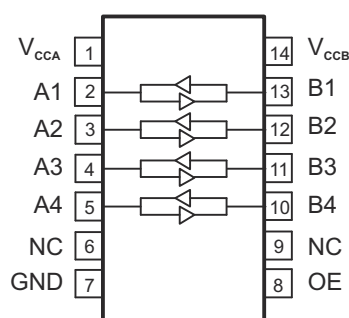 VCCA 1 14 VCCB
A1 2 13 B1
A2 3 12 B2
A3 4 11 B3
A4 5 10 B4
NC 6 9 NC
GND 7 8 OE